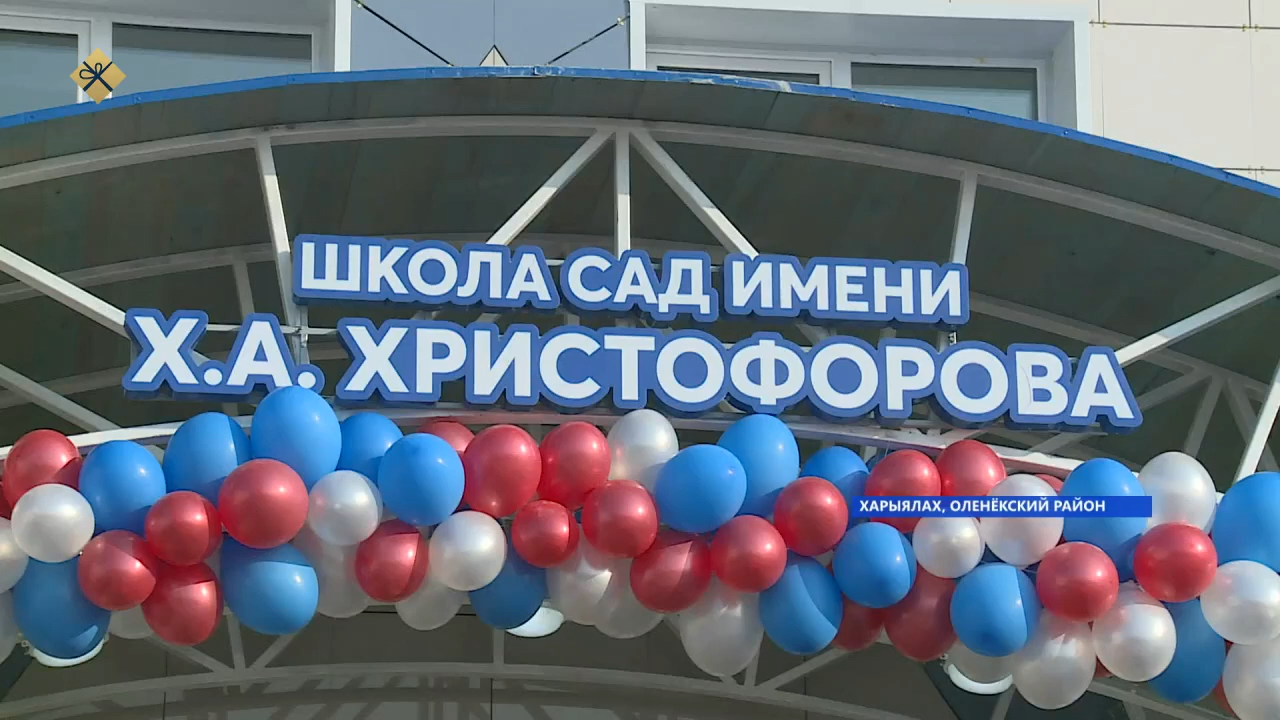 ШКОЛА САД ИМЕНИ
Х.А. ХРИСТОФОРОВА
ХАРЫЯЛАХ, ОЛЕНЁКСКИЙ РАЙОН